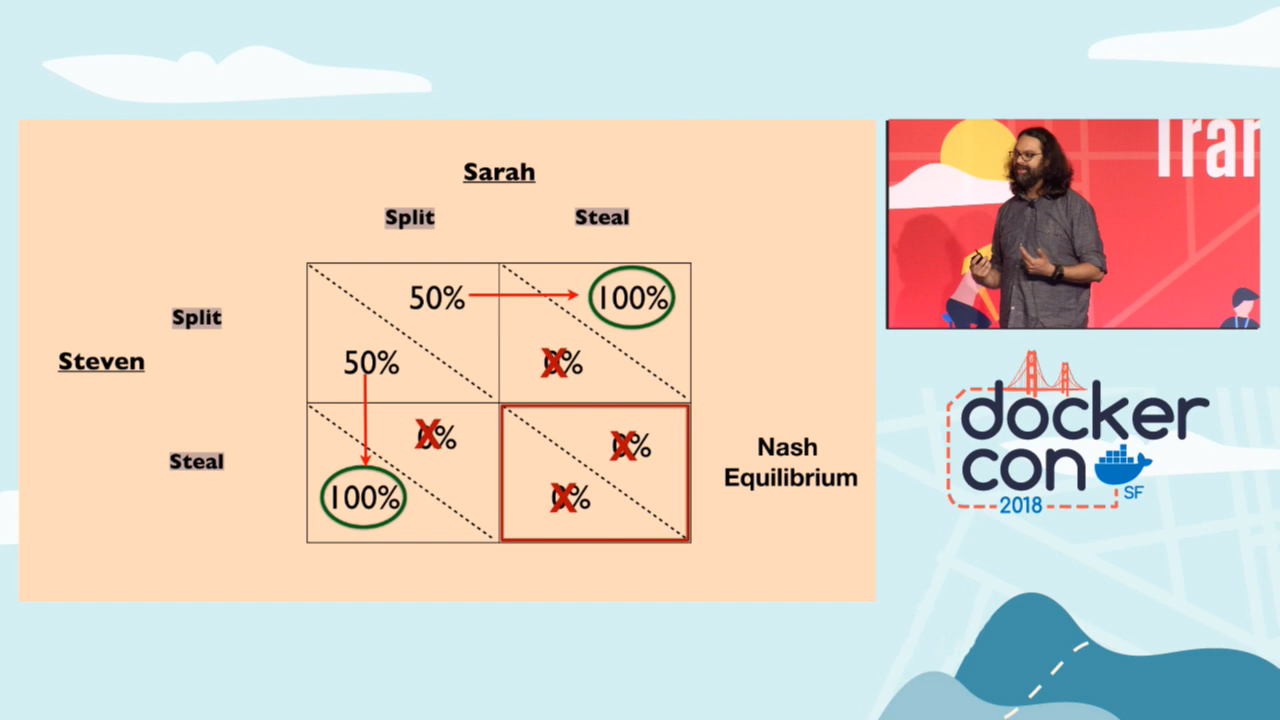 Sarah
Split Steal
50% 100%
Split
50% 0%
Steven
0% 0%
Steal
100% 0%
Nash
Equilibrium
Tran
docker
con
SF
2018